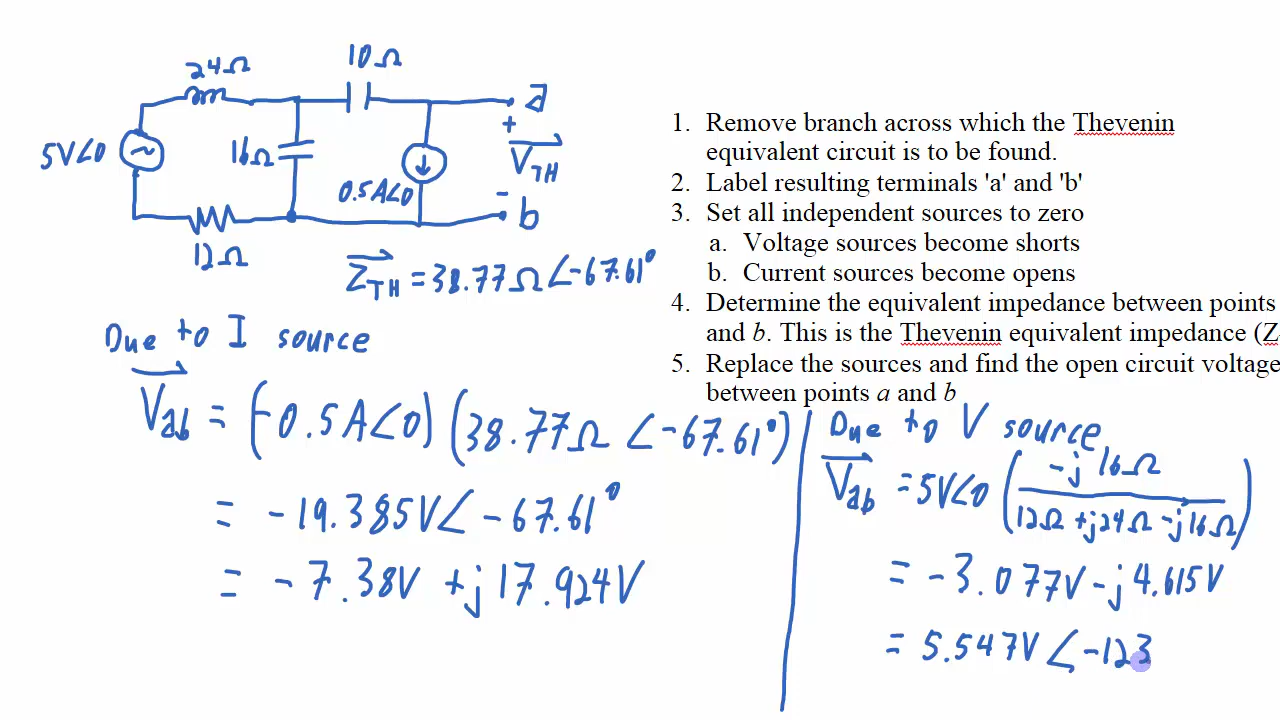 24Ω
10Ω
a
5V∠0
16Ω
+
V_TH
0.5A∠0
-
b
12Ω
Z_TH = 38.77Ω∠-67.61°
1. Remove branch across which the Thevenin
equivalent circuit is to be found.
2. Label resulting terminals 'a' and 'b'
3. Set all independent sources to zero
a. Voltage sources become shorts
b. Current sources become opens
4. Determine the equivalent impedance between points
and b. This is the Thevenin equivalent impedance (Z
5. Replace the sources and find the open circuit voltage
between points a and b
Due to I source
V_ab = (-0.5A∠0)(38.77Ω ∠-67.61°)
= -19.385V∠-67.61°
= -7.38V +j17.924V
Due to V source
V_ab = 5V∠0 (-j16Ω / 12Ω +j24Ω -j16Ω)
= -3.077V -j4.615V
= 5.547V ∠-123